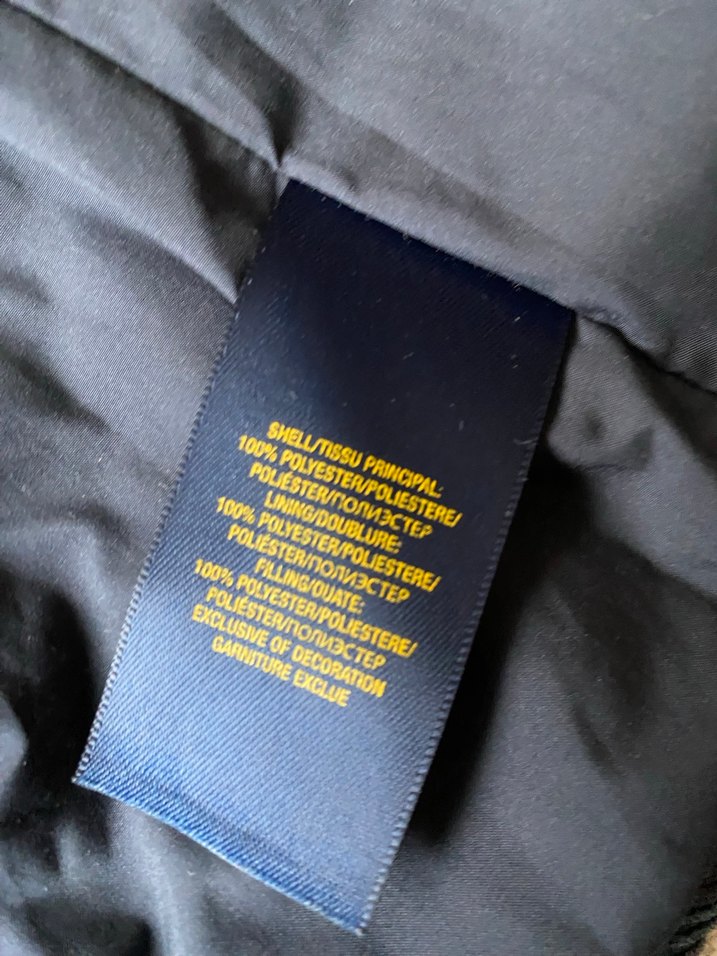 SHELL/TISSU PRINCIPAL:
100% POLYESTER/POLIESTERE/
POLIÉSTER/ПОЛИЭСТЕР
LINING/DOUBLURE:
100% POLYESTER/POLIESTERE/
POLIÉSTER/ПОЛИЭСТЕР
FILLING/OUATE:
100% POLYESTER/POLIESTERE/
POLIÉSTER/ПОЛИЭСТЕР
EXCLUSIVE OF DECORATION
GARNITURE EXCLUE